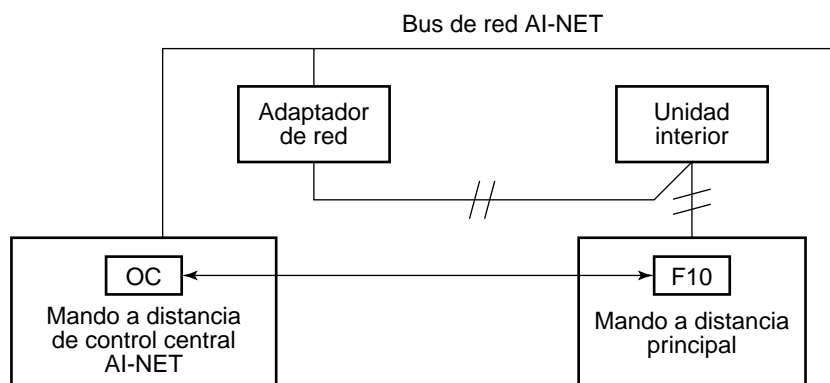 Bus de red AI-NET
Adaptador
de red
Unidad
interior
OC
F10
Mando a distancia
de control central
AI-NET
Mando a distancia
principal